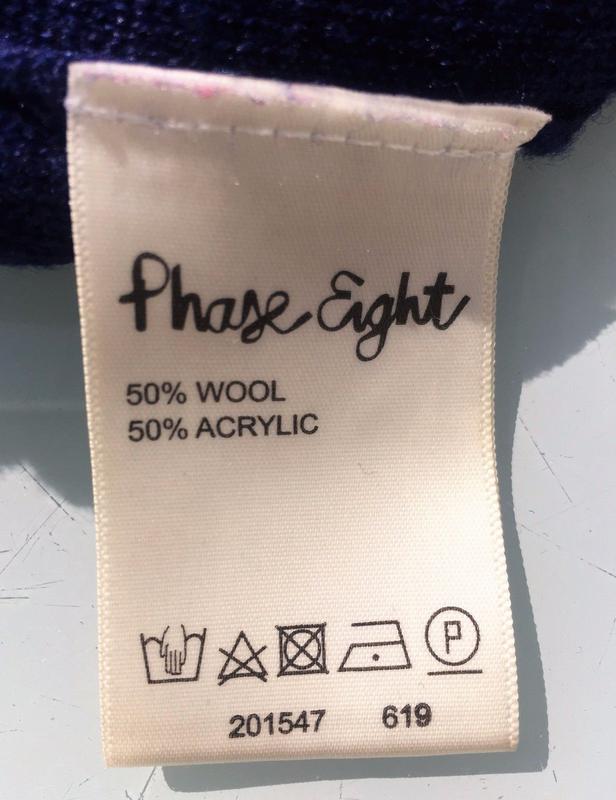 Phase Eight
50% WOOL
50% ACRYLIC
P
201547 619